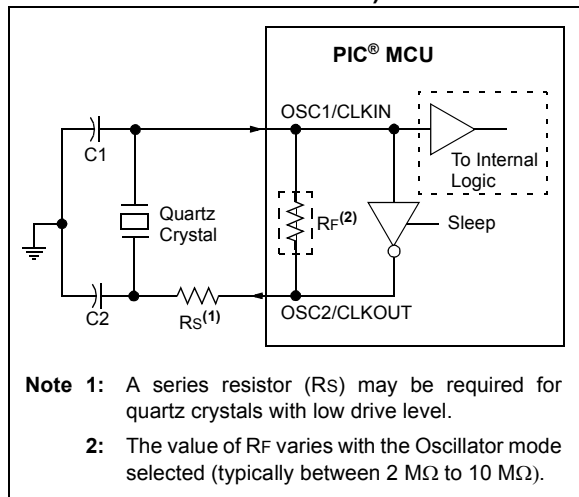 PIC® MCU
OSC1/CLKIN
C1
To Internal
Logic
Quartz
Crystal
RF(2)
Sleep
C2
RS(1)
OSC2/CLKOUT
Note 1: A series resistor (RS) may be required for
quartz crystals with low drive level.
2: The value of RF varies with the Oscillator mode
selected (typically between 2 MΩ to 10 MΩ).